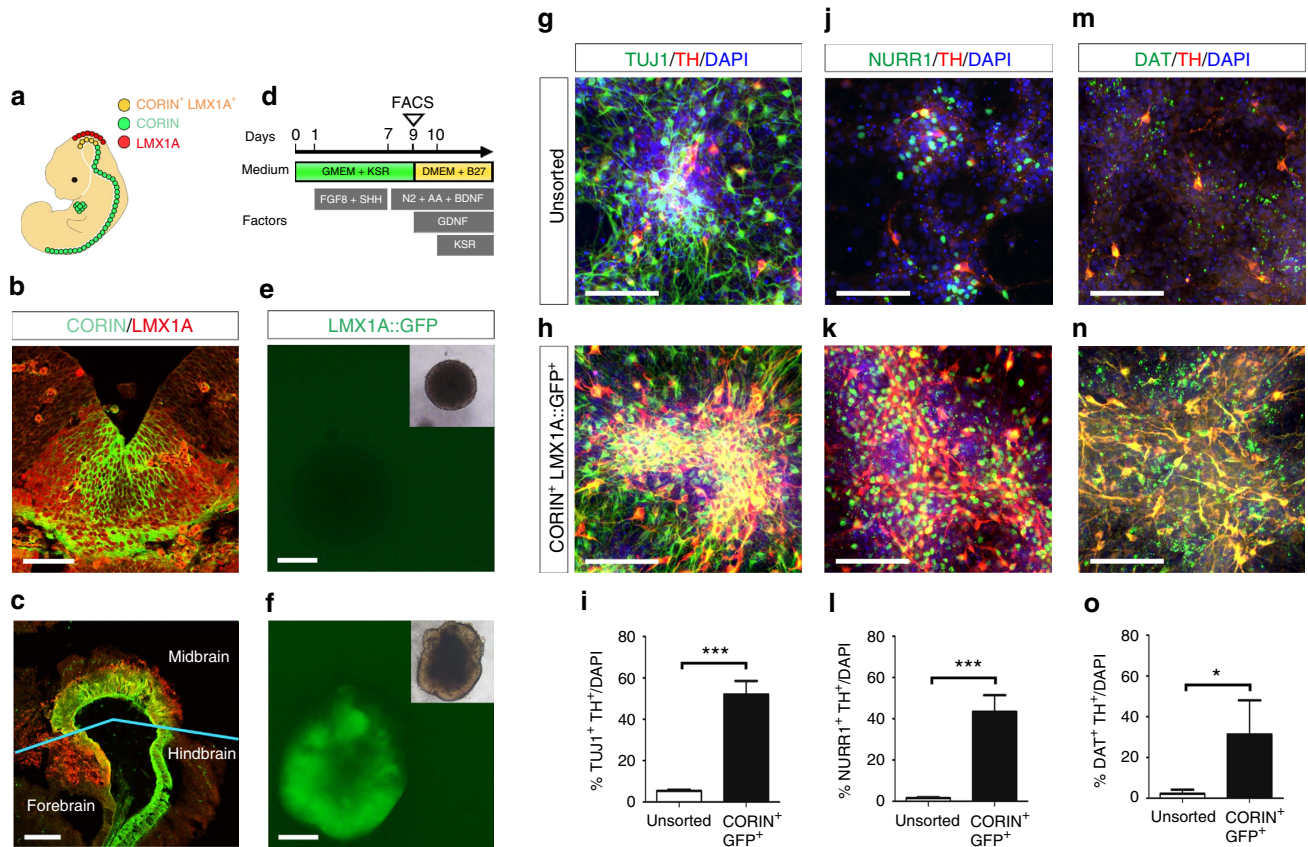 a
CORIN⁺ LMX1A⁺
CORIN
LMX1A
d
FACS
Days 0 1 7 9 10
Medium GMEM + KSR DMEM + B27
Factors FGF8 + SHH N2 + AA + BDNF
GDNF
KSR
b
CORIN/LMX1A
e
LMX1A::GFP
c
Midbrain
Hindbrain
Forebrain
f
g
TUJ1/TH/DAPI
Unsorted
j
NURR1/TH/DAPI
m
DAT/TH/DAPI
h
CORIN⁺ LMX1A::GFP⁺
k
n
i
% TUJ1⁺ TH⁺/DAPI
80
60
40
20
0
***
Unsorted CORIN⁺
GFP⁺
l
% NURR1⁺ TH⁺/DAPI
80
60
40
20
0
***
Unsorted CORIN⁺
GFP⁺
o
% DAT⁺ TH⁺/DAPI
80
60
40
20
0
*
Unsorted CORIN⁺
GFP⁺